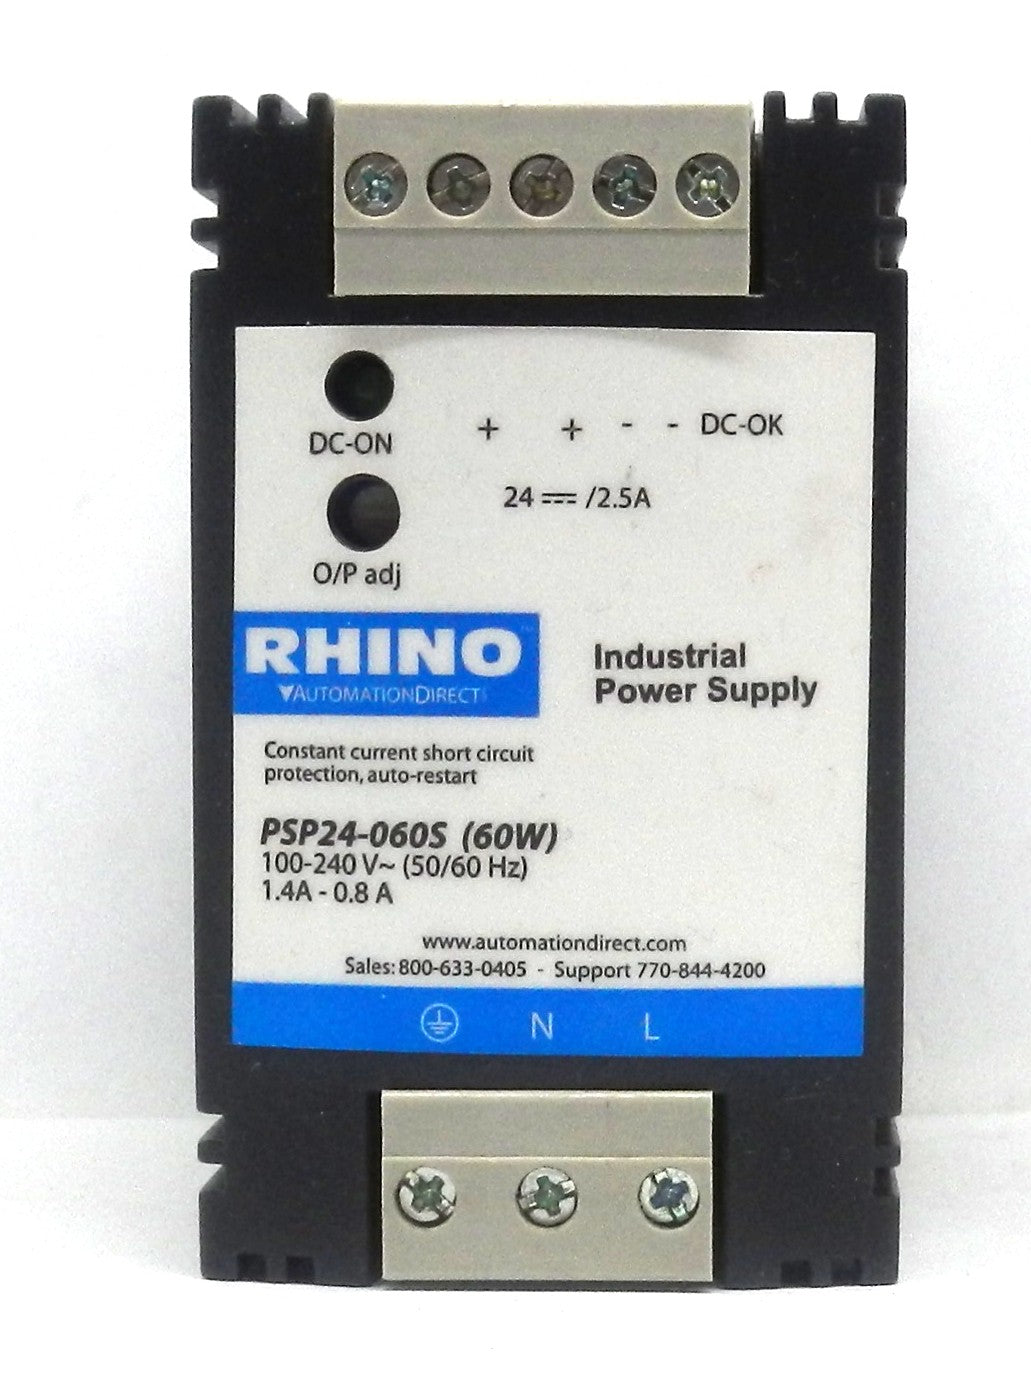 DC-ON
+ + - - DC-OK
24 ⎓ /2.5A
O/P adj
RHINO
AUTOMATIONDIRECT
Industrial
Power Supply
Constant current short circuit
protection, auto-restart
PSP24-060S (60W)
100-240 V~ (50/60 Hz)
1.4A - 0.8 A
www.automationdirect.com
Sales: 800-633-0405 - Support 770-844-4200
N L